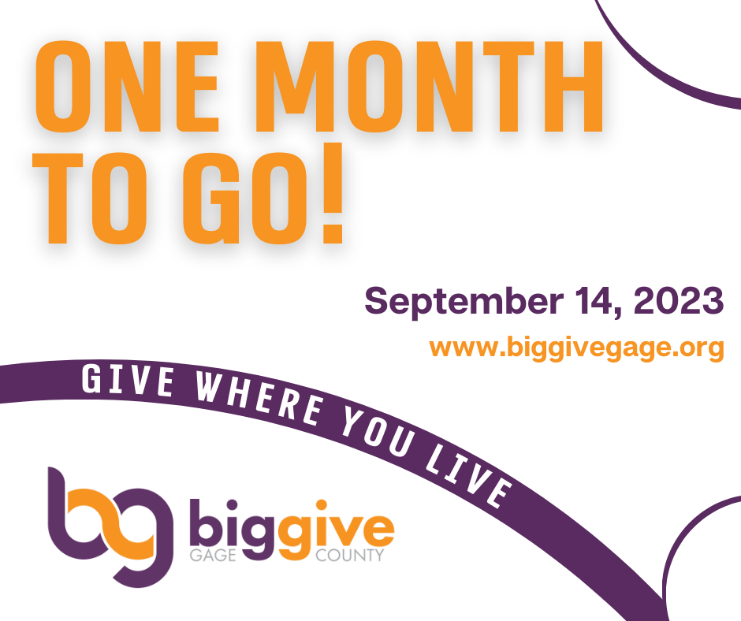 ONE MONTH
TO GO!
September 14, 2023
www.biggivegage.org
GIVE WHERE YOU LIVE
bg biggive
GAGE COUNTY